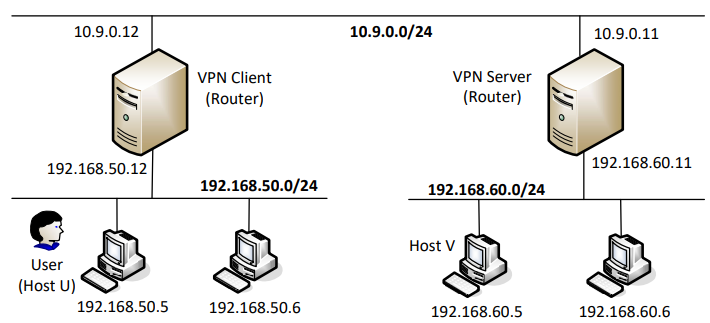 10.9.0.12
10.9.0.0/24
10.9.0.11
VPN Client
(Router)
VPN Server
(Router)
192.168.50.12
192.168.60.11
192.168.50.0/24
192.168.60.0/24
User
(Host U)
Host V
192.168.50.5
192.168.50.6
192.168.60.5
192.168.60.6